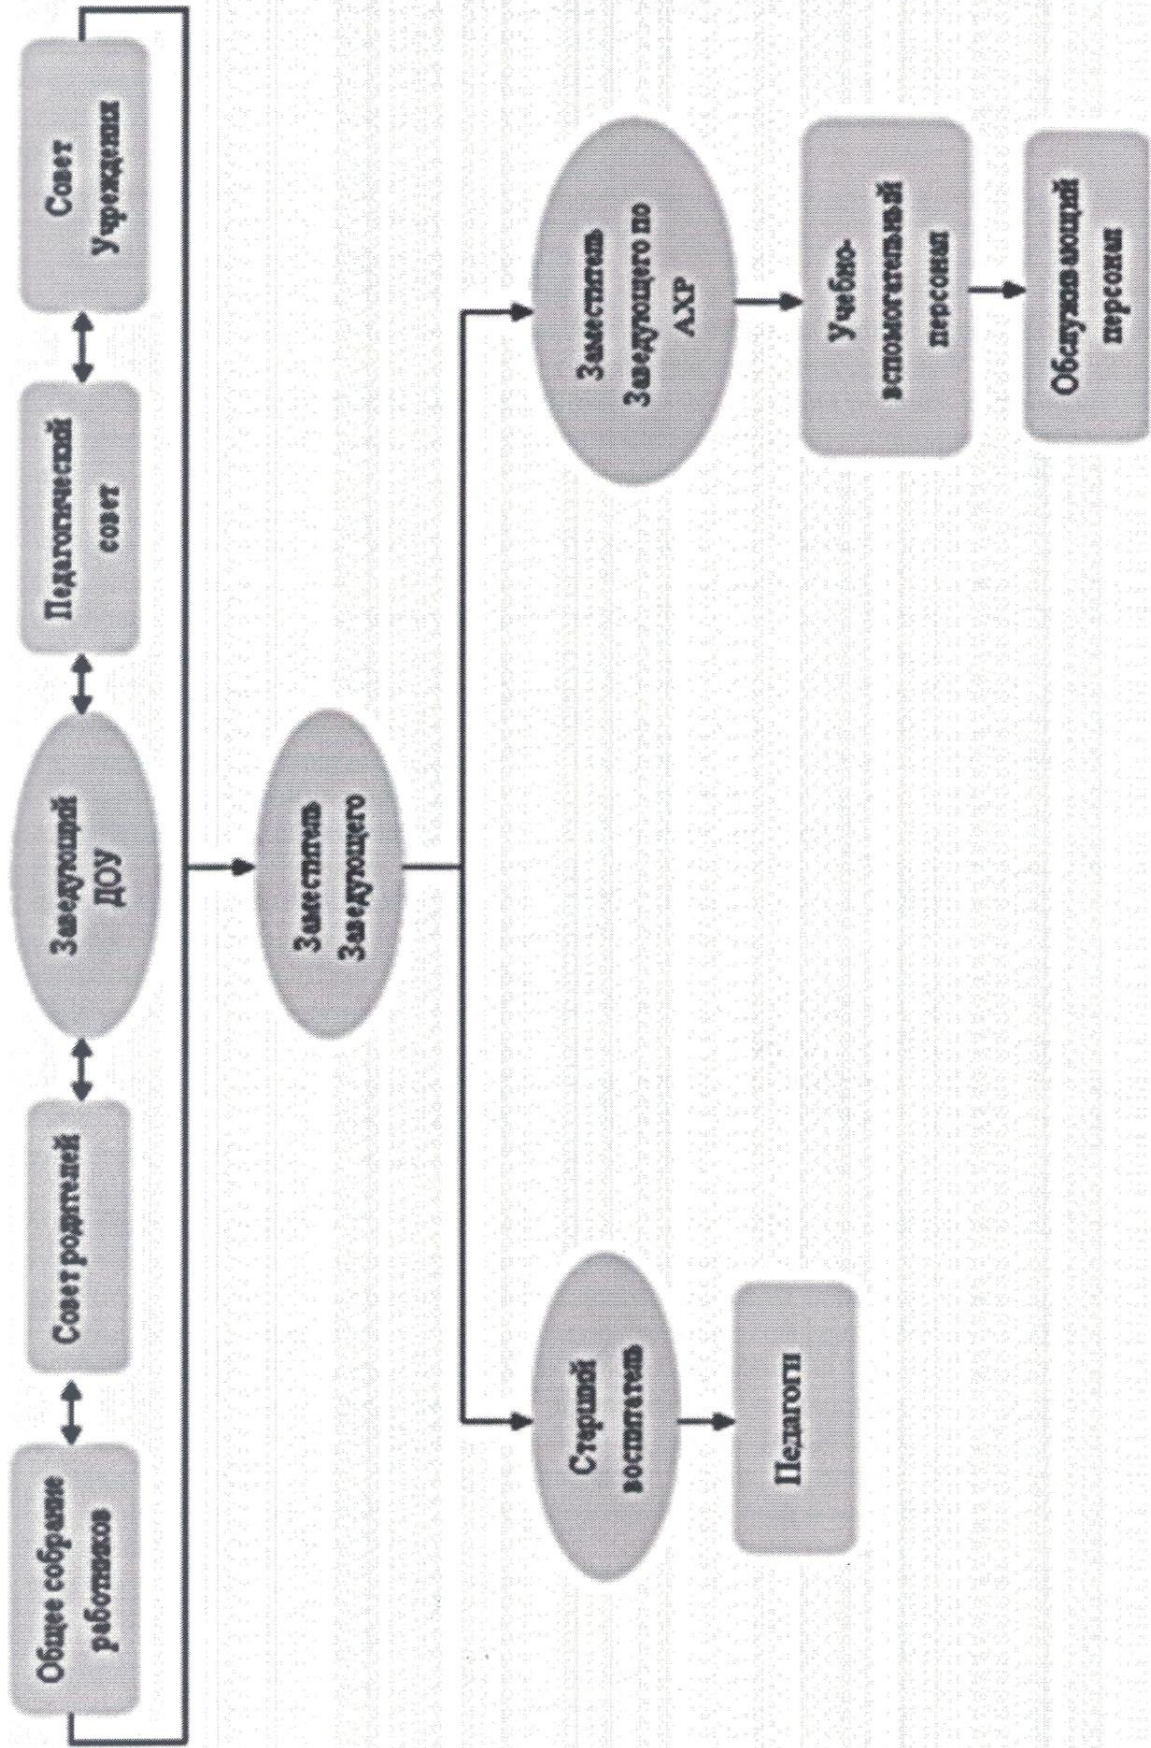 Общее собрание
работников
Совет родителей
Заведующий
ДОУ
Педагогический
совет
Совет
Учреждения
Заместитель
Заведующего
Старший
воспитатель
Заместитель
Заведующего по
АХР
Педагоги
Учебно-
вспомогательный
персонал
Обслуживающий
персонал